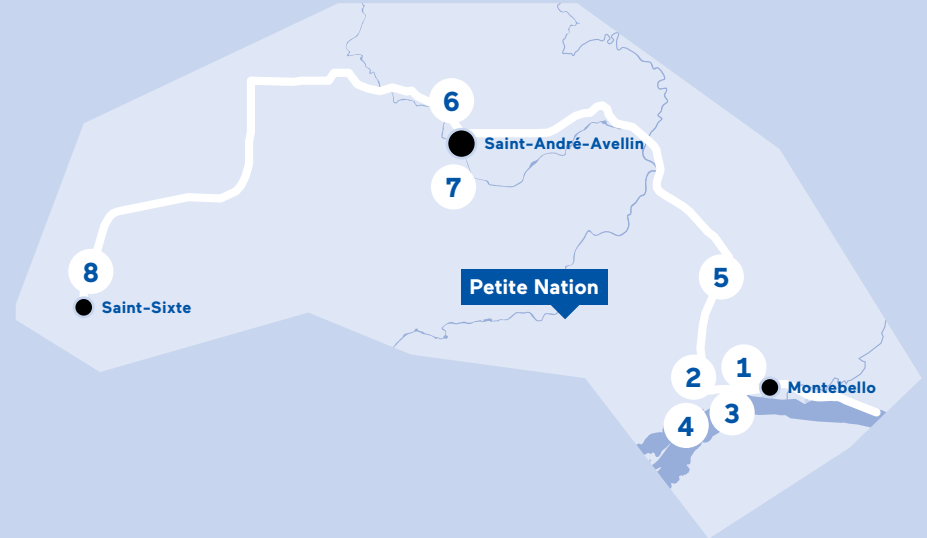 6
Saint-André-Avellin
7
8
Saint-Sixte
Petite Nation
5
1
2
Montebello
3
4